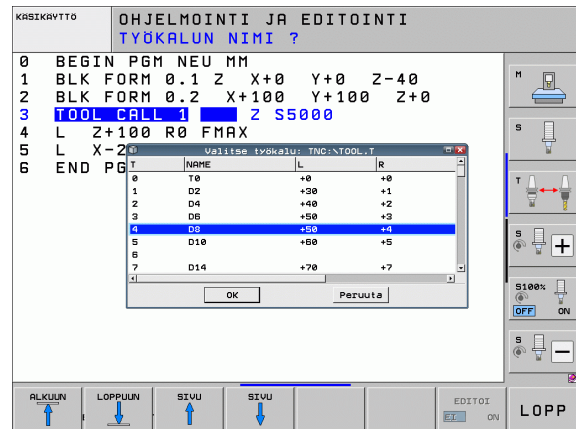 KÄSIKÄYTTÖ
OHJELMOINTI JA EDITOINTI
TYÖKALUN NIMI ?
0 BEGIN PGM NEU MM
1 BLK FORM 0.1 Z X+0 Y+0 Z-40
2 BLK FORM 0.2 X+100 Y+100 Z+0
3 TOOL CALL 1 Z S5000
4 L Z+100 R0 FMAX
5 L X-2
6 END PG
Valitse työkalu: TNC:\TOOL.T
T NAME L R
0 T0 +0 +0
1 D2 +30 +1
2 D4 +40 +2
3 D6 +50 +3
4 D8 +50 +4
5 D10 +60 +5
6
7 D14 +70 +7
OK Peruuta
M
S
T
S
S100%
OFF ON
S
ALKUUN LOPPUUN SIVU SIVU EDITOI
EI ON
LOPP